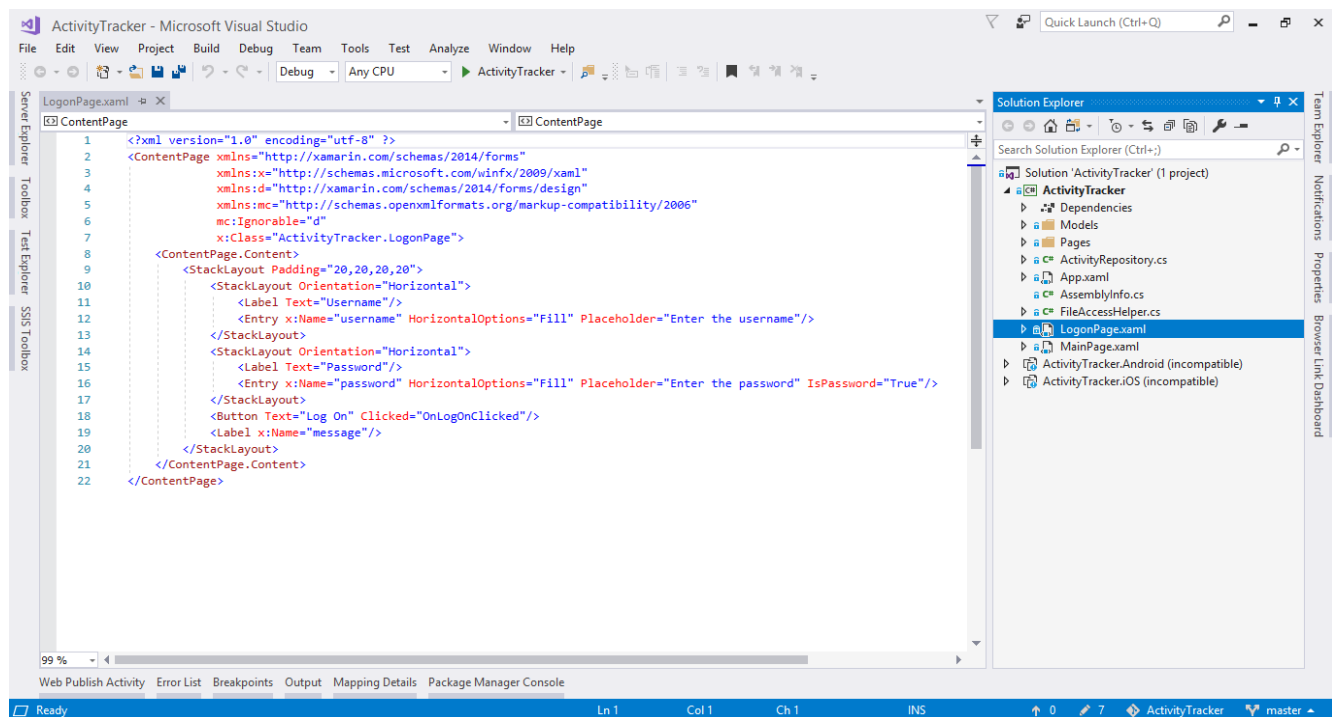 ActivityTracker - Microsoft Visual Studio
Quick Launch (Ctrl+Q)
File Edit View Project Build Debug Team Tools Test Analyze Window Help
Debug Any CPU ActivityTracker
Server Explorer
Toolbox
Test Explorer
SSIS Toolbox
LogonPage.xaml
ContentPage ContentPage
1 <?xml version="1.0" encoding="utf-8" ?>
2 <ContentPage xmlns="http://xamarin.com/schemas/2014/forms"
3 xmlns:x="http://schemas.microsoft.com/winfx/2009/xaml"
4 xmlns:d="http://xamarin.com/schemas/2014/forms/design"
5 xmlns:mc="http://schemas.openxmlformats.org/markup-compatibility/2006"
6 mc:Ignorable="d"
7 x:Class="ActivityTracker.LogonPage">
8 <ContentPage.Content>
9 <StackLayout Padding="20,20,20,20">
10 <StackLayout Orientation="Horizontal">
11 <Label Text="Username"/>
12 <Entry x:Name="username" HorizontalOptions="Fill" Placeholder="Enter the username"/>
13 </StackLayout>
14 <StackLayout Orientation="Horizontal">
15 <Label Text="Password"/>
16 <Entry x:Name="password" HorizontalOptions="Fill" Placeholder="Enter the password" IsPassword="True"/>
17 </StackLayout>
18 <Button Text="Log On" Clicked="OnLogOnClicked"/>
19 <Label x:Name="message"/>
20 </StackLayout>
21 </ContentPage.Content>
22 </ContentPage>
99 %
Solution Explorer
Search Solution Explorer (Ctrl+;)
Solution 'ActivityTracker' (1 project)
C# ActivityTracker
Dependencies
Models
Pages
C# ActivityRepository.cs
App.xaml
C# AssemblyInfo.cs
C# FileAccessHelper.cs
LogonPage.xaml
MainPage.xaml
ActivityTracker.Android (incompatible)
ActivityTracker.iOS (incompatible)
Team Explorer
Notifications
Properties
Browser Link Dashboard
Web Publish Activity Error List Breakpoints Output Mapping Details Package Manager Console
Ready Ln 1 Col 1 Ch 1 INS 0 7 ActivityTracker master